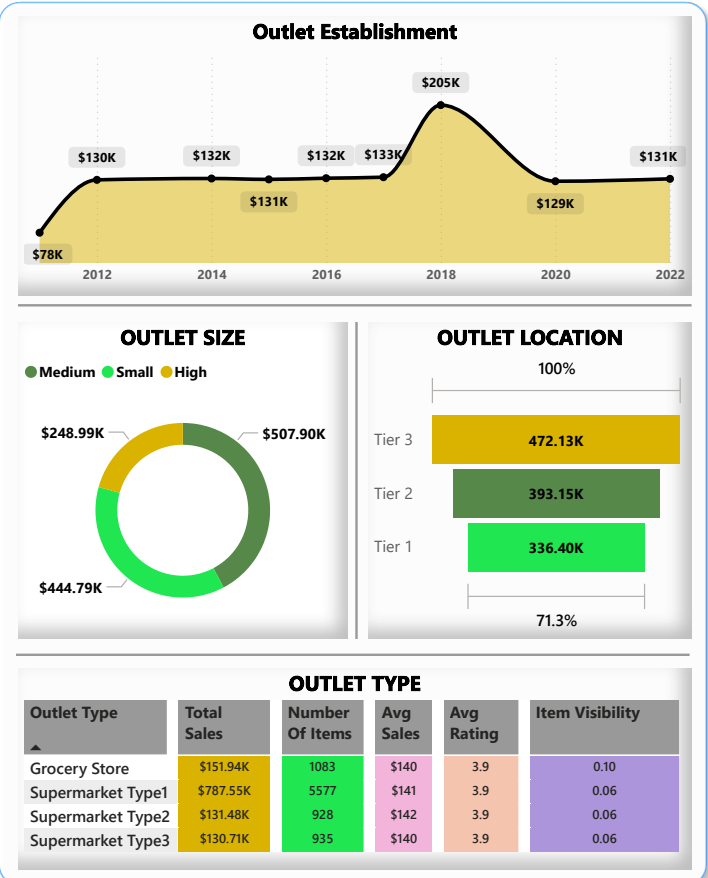 Outlet Establishment
$205K
$130K
$132K
$132K
$133K
$131K
$131K
$129K
$78K
2012
2014
2016
2018
2020
2022
OUTLET SIZE
Medium Small High
$248.99K
$507.90K
$444.79K
OUTLET LOCATION
100%
Tier 3 472.13K
Tier 2 393.15K
Tier 1 336.40K
71.3%
OUTLET TYPE
Outlet Type Total Sales Number Of Items Avg Sales Avg Rating Item Visibility
Grocery Store $151.94K 1083 $140 3.9 0.10
Supermarket Type1 $787.55K 5577 $141 3.9 0.06
Supermarket Type2 $131.48K 928 $142 3.9 0.06
Supermarket Type3 $130.71K 935 $140 3.9 0.06